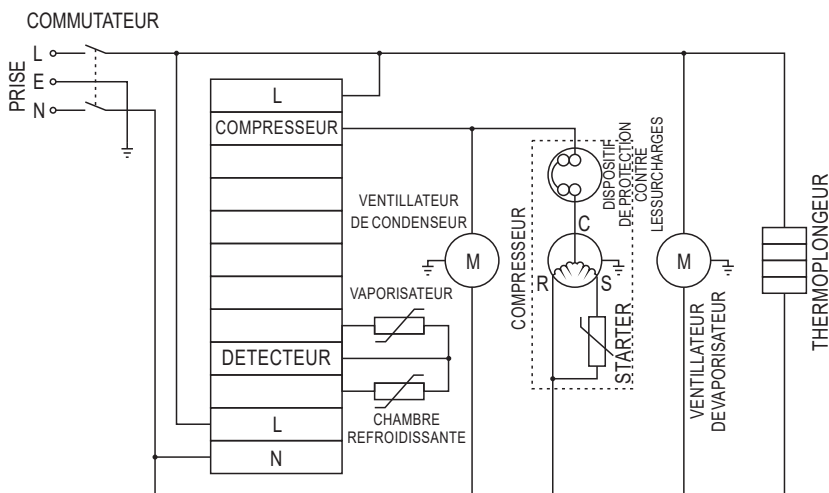 COMMUTATEUR
PRISE
L
E
N
L
COMPRESSEUR
DETECTEUR
L
N
VENTILLATEUR
DE CONDENSEUR
M
VAPORISATEUR
CHAMBRE
REFROIDISSANTE
COMPRESSEUR
DISPOSITIF
DE PROTECTION
CONTRE
LESSURCHARGES
C
R
S
STARTER
M
VENTILLATEUR
DEVAPORISATEUR
THERMOPLONGEUR